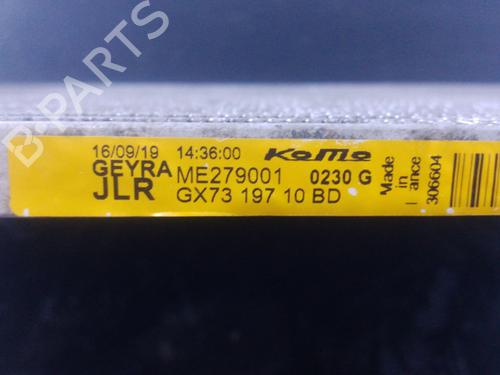 B-PARTS
16/09/19 14:36:00 KoMo
GEYRA ME279001 0230 G
JLR GX73 197 10 BD
Made
in
ance
306604